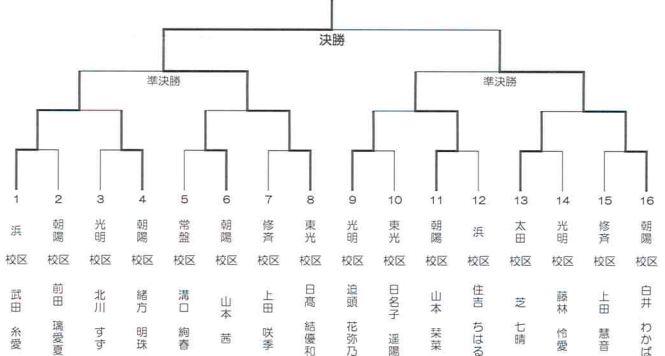 決勝
準決勝
準決勝
1 2 3 4 5 6 7 8 9 10 11 12 13 14 15 16
浜 朝陽 光明 朝陽 常盤 朝陽 修斉 東光 光明 東光 朝陽 浜 太田 光明 修斉 朝陽
校区 校区 校区 校区 校区 校区 校区 校区 校区 校区 校区 校区 校区 校区 校区 校区
武田 糸愛
前田 璃愛夏
北川 すず
緒方 明珠
溝口 絢春
山本 茜
上田 咲季
日髙 結優和
迫頭 花弥乃
日名子 遥陽
山本 栞菜
住吉 ちはる
芝 七晴
藤林 怜愛
上田 慧音
白井 わかば